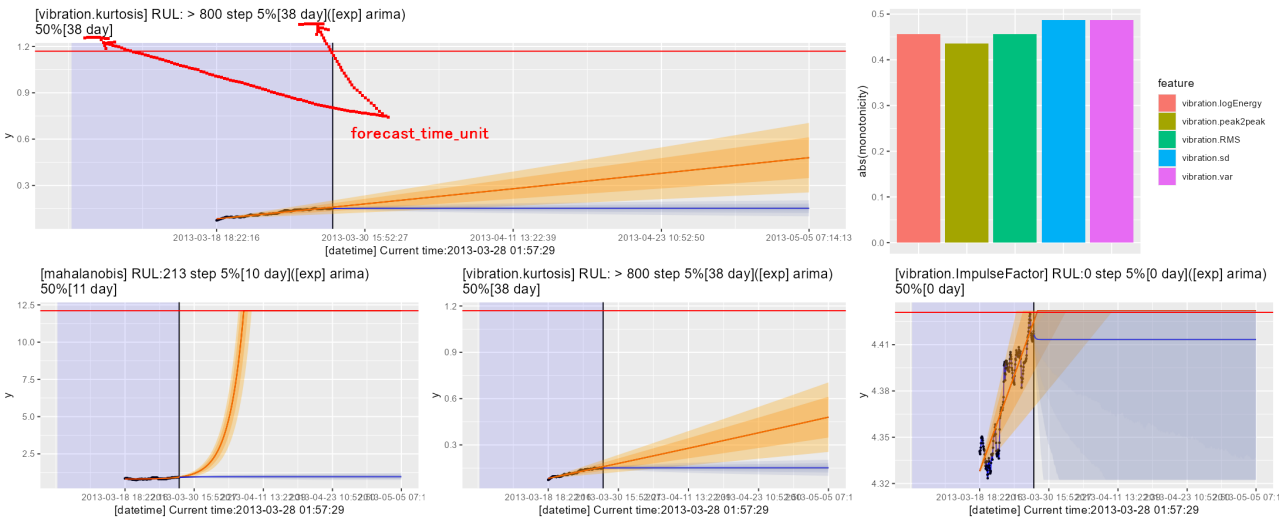 [vibration.kurtosis] RUL: > 800 step 5%[38 day]([exp] arima)
50%[38 day]
1.2
0.9
0.6
0.3
y
forecast_time_unit
2013-03-18 18:22:16
2013-03-30 15:52:27
2013-04-11 13:22:39
2013-04-23 10:52:50
2013-05-05 07:14:13
[datetime] Current time:2013-03-28 01:57:29
0.5
0.4
0.3
0.2
0.1
0.0
abs(monotonicity)
feature
vibration.logEnergy
vibration.peak2peak
vibration.RMS
vibration.sd
vibration.var
[mahalanobis] RUL:213 step 5%[10 day]([exp] arima)
50%[11 day]
12.5
10.0
7.5
5.0
2.5
y
[datetime] Current time:2013-03-28 01:57:29
[vibration.kurtosis] RUL: > 800 step 5%[38 day]([exp] arima)
50%[38 day]
1.2
0.9
0.6
0.3
y
[datetime] Current time:2013-03-28 01:57:29
[vibration.ImpulseFactor] RUL:0 step 5%[0 day]([exp] arima)
50%[0 day]
4.41
4.38
4.35
4.32
y
[datetime] Current time:2013-03-28 01:57:29